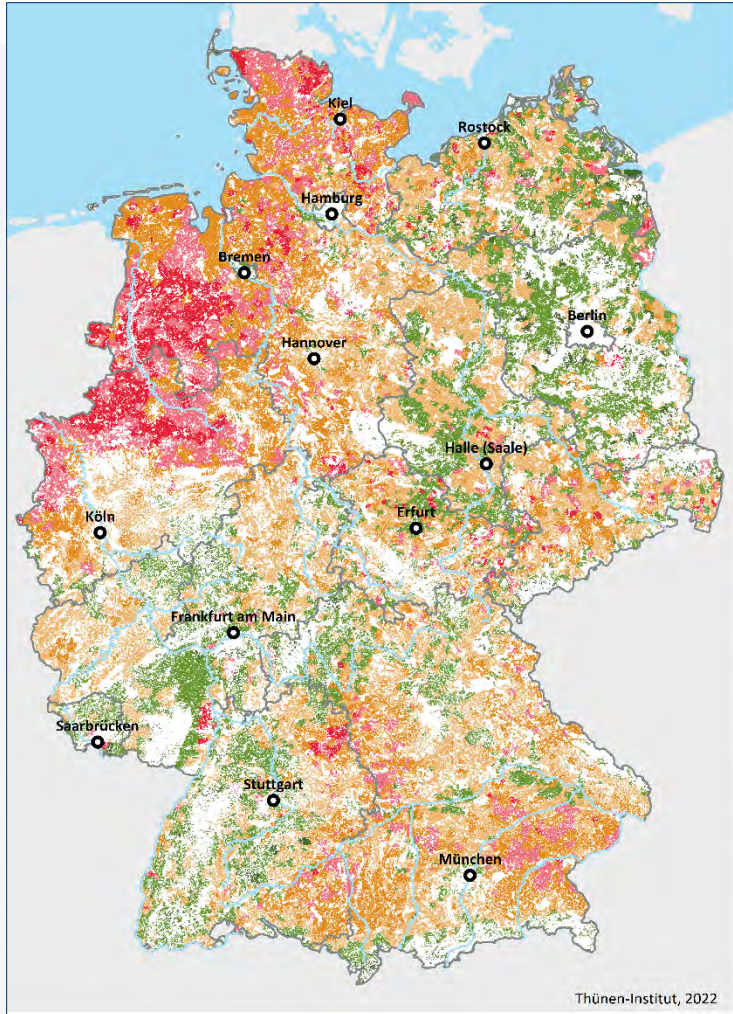 Kiel
Rostock
Hamburg
Bremen
Berlin
Hannover
Halle (Saale)
Erfurt
Köln
Frankfurt am Main
Saarbrücken
Stuttgart
München
Thünen-Institut, 2022